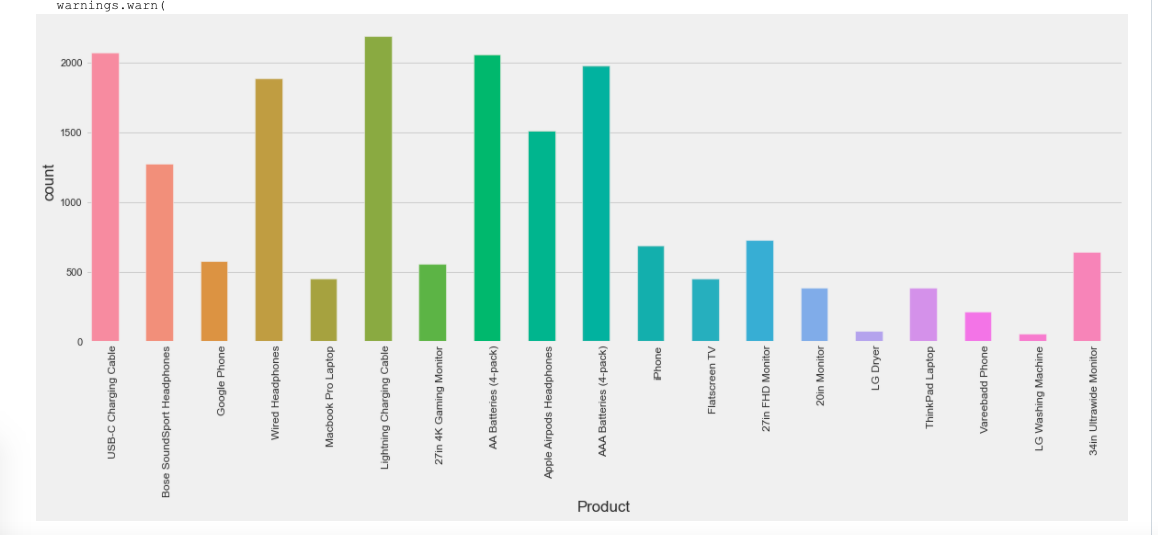 warnings.warn(
2000
1500
1000
500
0
count
USB-C Charging Cable
Bose SoundSport Headphones
Google Phone
Wired Headphones
Macbook Pro Laptop
Lightning Charging Cable
27in 4K Gaming Monitor
AA Batteries (4-pack)
Apple Airpods Headphones
AAA Batteries (4-pack)
iPhone
Flatscreen TV
27in FHD Monitor
20in Monitor
LG Dryer
ThinkPad Laptop
Vareebadd Phone
LG Washing Machine
34in Ultrawide Monitor
Product